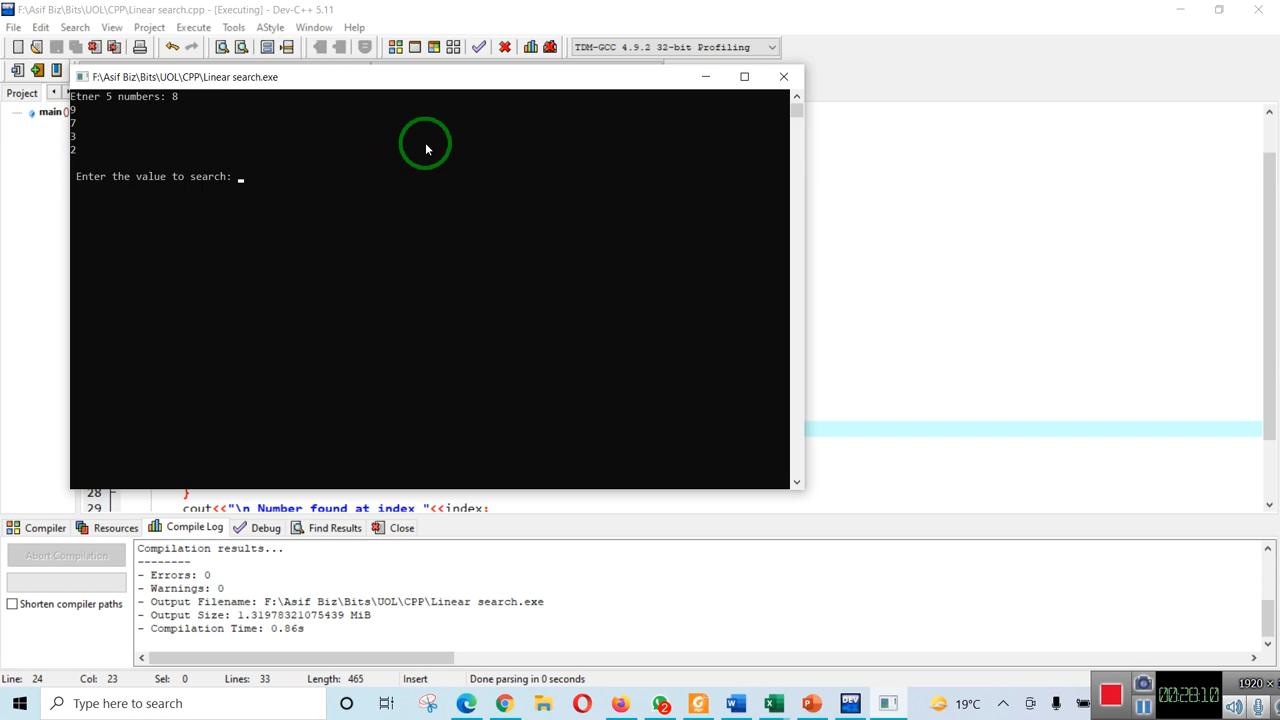 F:\Asif Biz\Bits\UOL\CPP\Linear search.cpp - [Executing] - Dev-C++ 5.11
File Edit Search View Project Execute Tools AStyle Window Help
TDM-GCC 4.9.2 32-bit Profiling
Project
main
F:\Asif Biz\Bits\UOL\CPP\Linear search.exe
Etner 5 numbers: 8
9
7
3
2
Enter the value to search:
28 }
29 cout<<"\n Number found at index "<<index;
Compiler Resources Compile Log Debug Find Results Close
Abort Compilation
Shorten compiler paths
Compilation results...
--------
- Errors: 0
- Warnings: 0
- Output Filename: F:\Asif Biz\Bits\UOL\CPP\Linear search.exe
- Output Size: 1.31978321075439 MiB
- Compilation Time: 0.86s
Line: 24 Col: 23 Sel: 0 Lines: 33 Length: 465 Insert Done parsing in 0 seconds
Type here to search
2
19°C
00:28:10
1920 ×